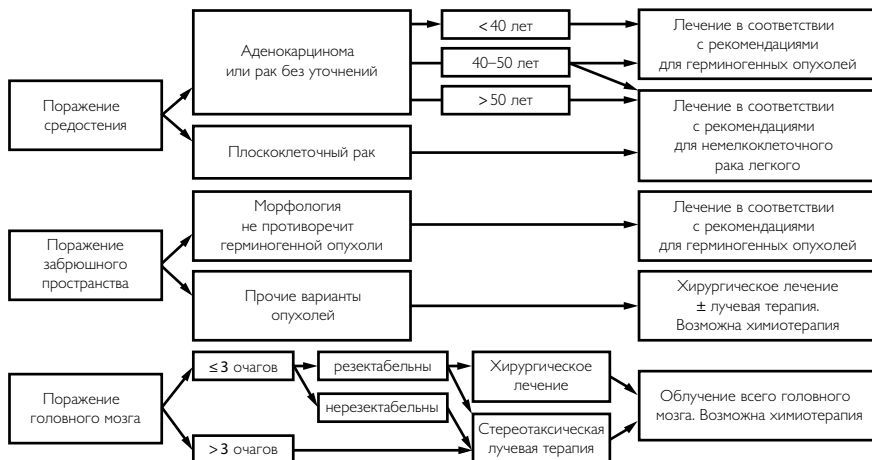 Поражение
средостения
Аденокарцинома
или рак без уточнений
<40 лет
40–50 лет
>50 лет
Лечение в соответствии
с рекомендациями
для герминогенных опухолей
Плоскоклеточный рак
Лечение в соответствии
с рекомендациями
для немелкоклеточного
рака легкого
Поражение
забрюшного
пространства
Морфология
не противоречит
герминогенной опухоли
Лечение в соответствии
с рекомендациями
для герминогенных опухолей
Прочие варианты
опухолей
Хирургическое лечение
± лучевая терапия.
Возможна химиотерапия
Поражение
головного мозга
≤3 очагов
резектабельны
нерезектабельны
Хирургическое
лечение
>3 очагов
Стереотаксическая
лучевая терапия
Облучение всего головного
мозга. Возможна химиотерапия